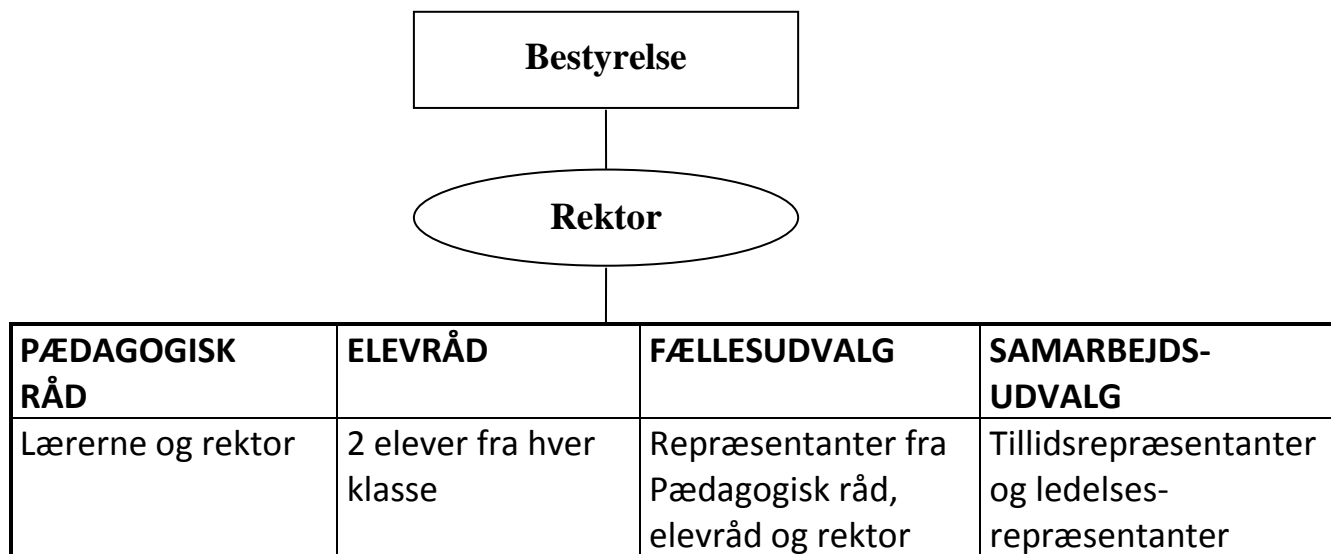 Bestyrelse
Rektor
PÆDAGOGISK
RÅD
ELEVRÅD
FÆLLESUDVALG
SAMARBEJDS-
UDVALG
Lærerne og rektor
2 elever fra hver
klasse
Repræsentanter fra
Pædagogisk råd,
elevråd og rektor
Tillidsrepræsentanter
og ledelses-
repræsentanter